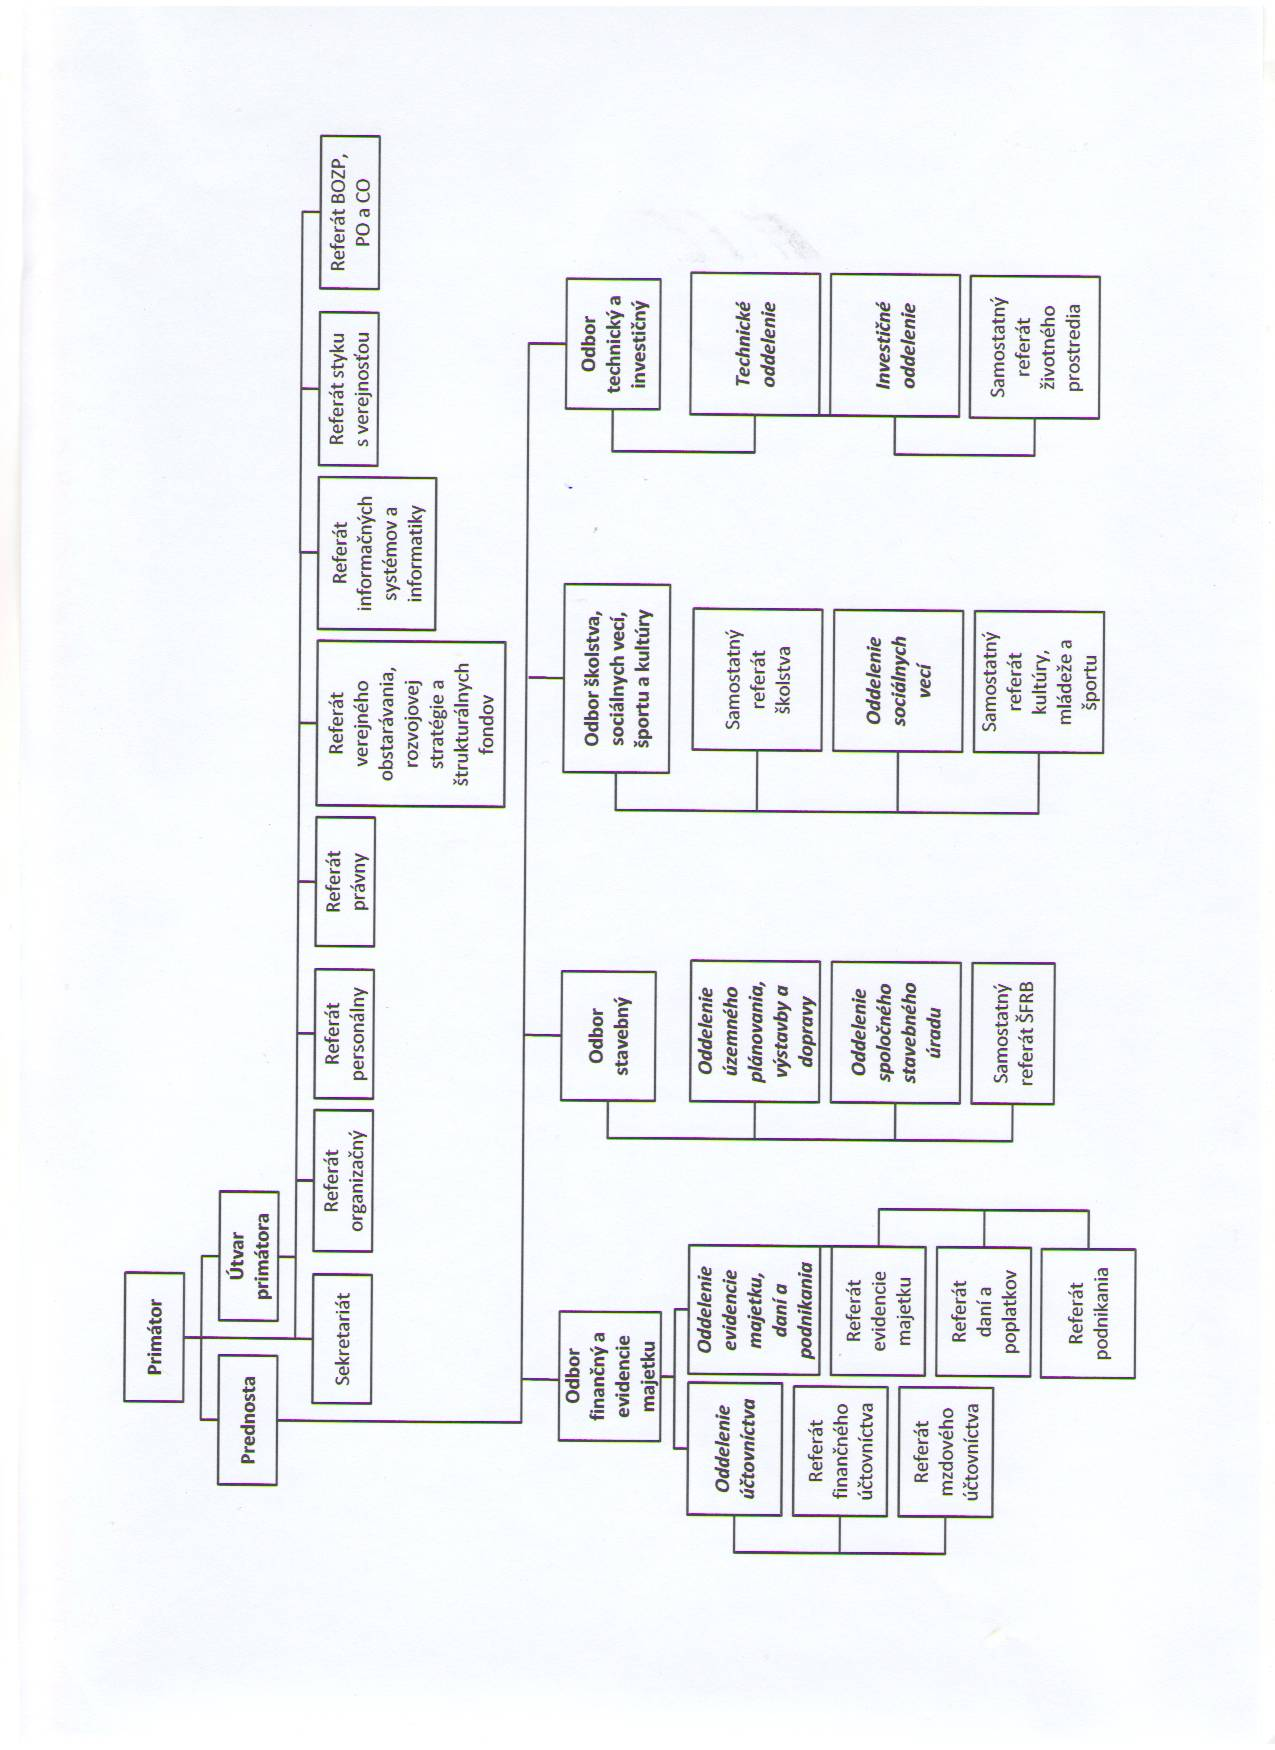 Primátor
Prednosta
Útvar
primátora
Sekretariát
Referát
organizačný
Referát
personálny
Referát
právny
Referát
verejného
obstarávania,
rozvojovej
stratégie a
štrukturálnych
fondov
Referát
informačných
systémov a
informatiky
Referát styku
s verejnosťou
Referát BOZP,
PO a CO
Odbor
finančný a
evidencie
majetku
Oddelenie
účtovníctva
Referát
finančného
účtovníctva
Referát
mzdového
účtovníctva
Oddelenie
evidencie
majetku,
daní a
podnikania
Referát
evidencie
majetku
Referát
daní a
poplatkov
Referát
podnikania
Odbor
stavebný
Oddelenie
územného
plánovania,
výstavby a
dopravy
Oddelenie
spoločného
stavebného
úradu
Samostatný
referát ŠFRB
Odbor školstva,
sociálnych vecí,
športu a kultúry
Samostatný
referát
školstva
Oddelenie
sociálnych
vecí
Samostatný
referát
kultúry,
mládeže a
športu
Odbor
technický a
investičný
Technické
oddelenie
Investičné
oddelenie
Samostatný
referát
životného
prostredia